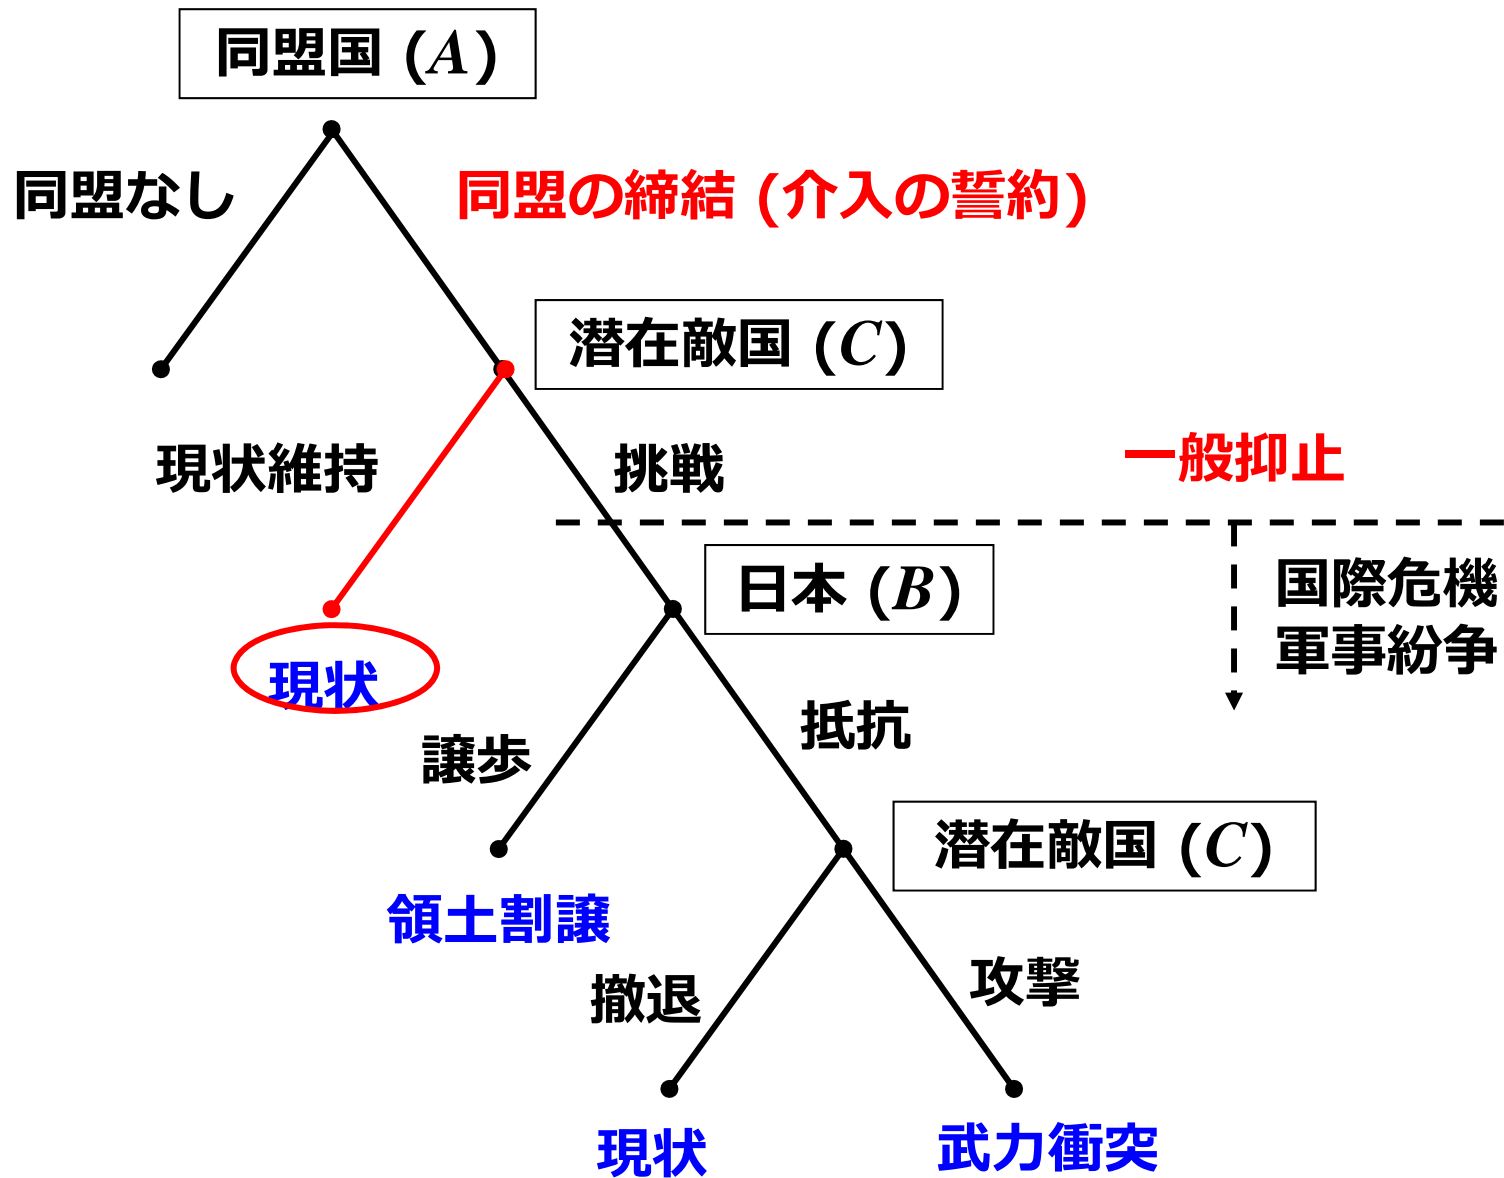 同盟国 (A)
同盟なし
同盟の締結 (介入の誓約)
潜在敵国 (C)
現状維持
挑戦
一般抑止
日本 (B)
国際危機
軍事紛争
現状
譲歩
抵抗
潜在敵国 (C)
領土割譲
撤退
攻撃
現状
武力衝突